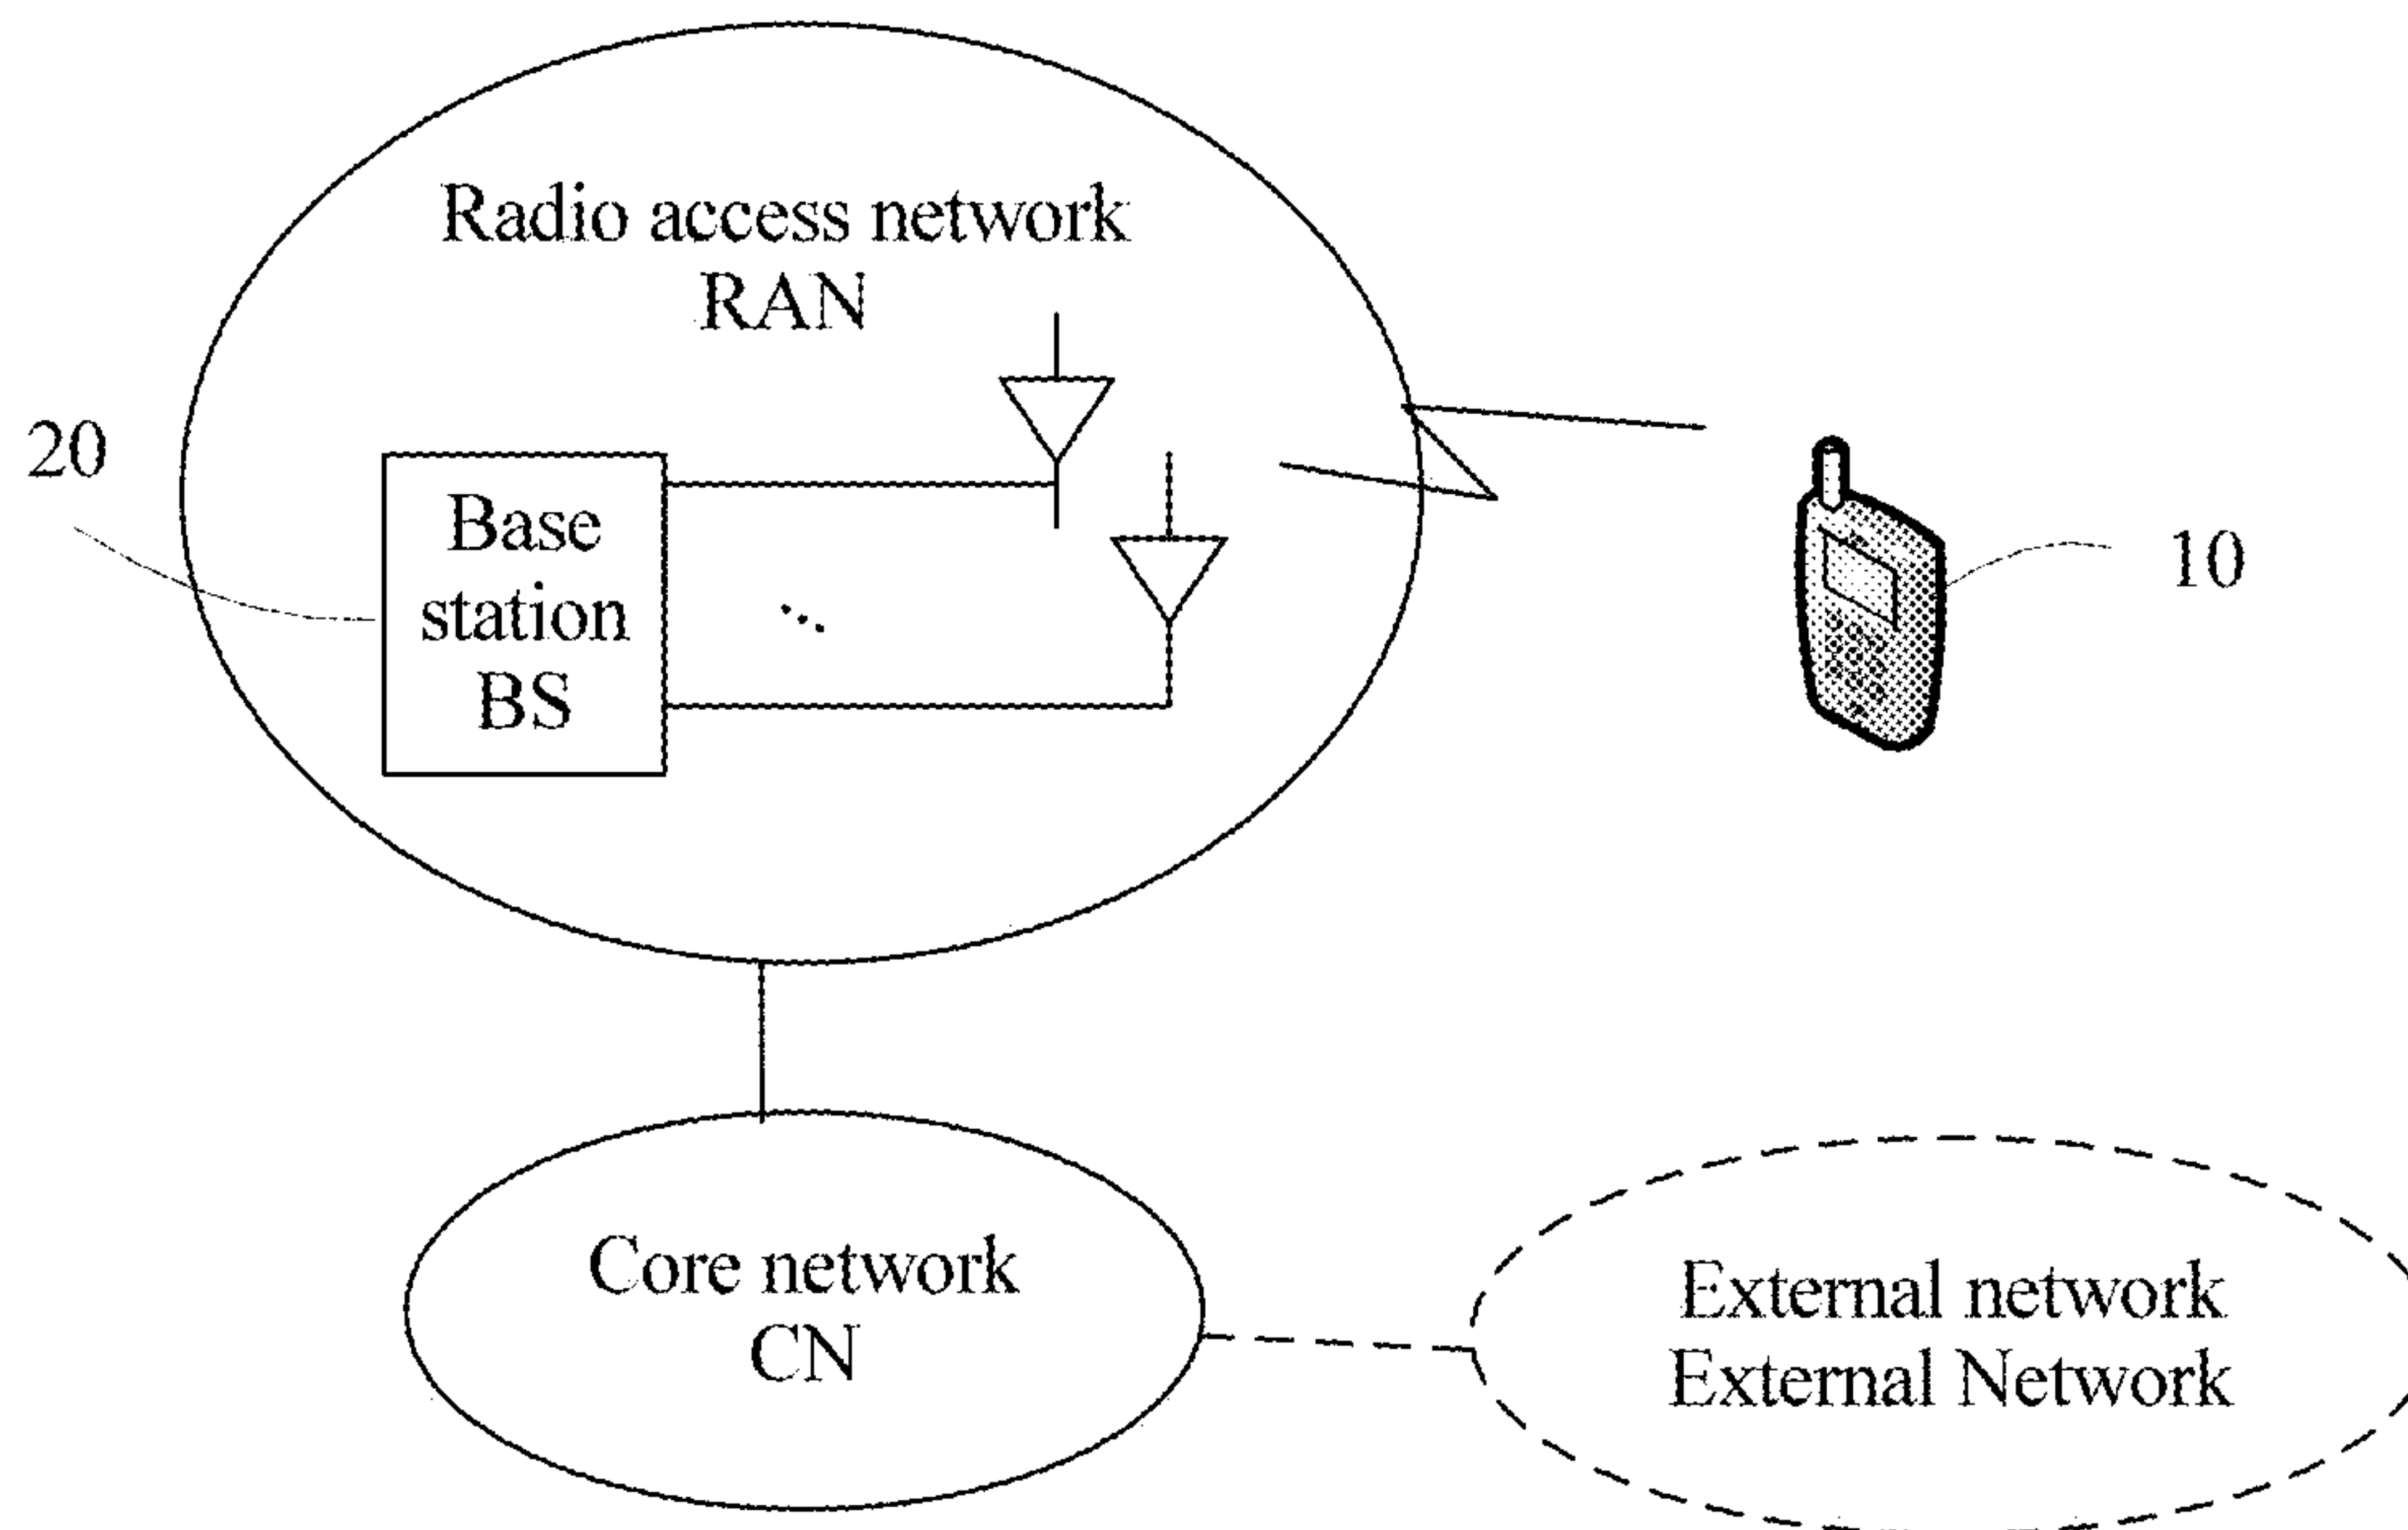 Radio access network
RAN
20
Base
station
BS
10
Core network
CN
External network
External Network